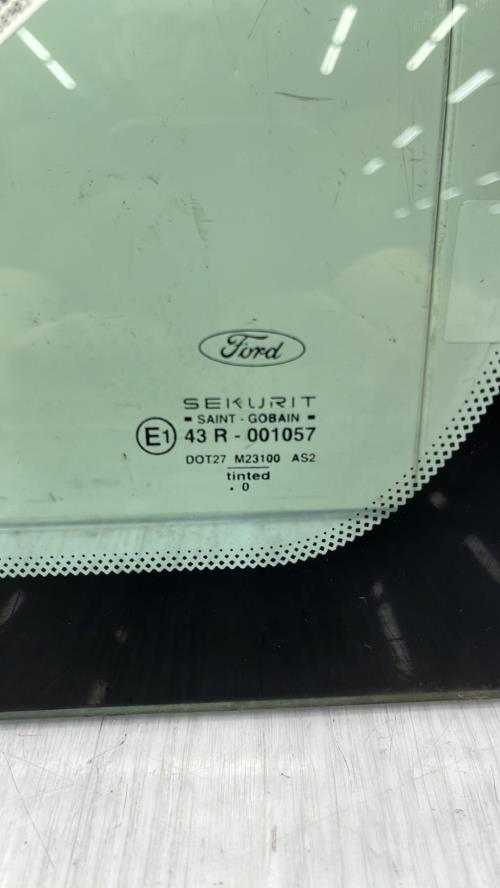 Ford
SEKURIT
SAINT - GOBAIN
E1 43 R - 001057
DOT27 M23100 AS2
tinted
. 0